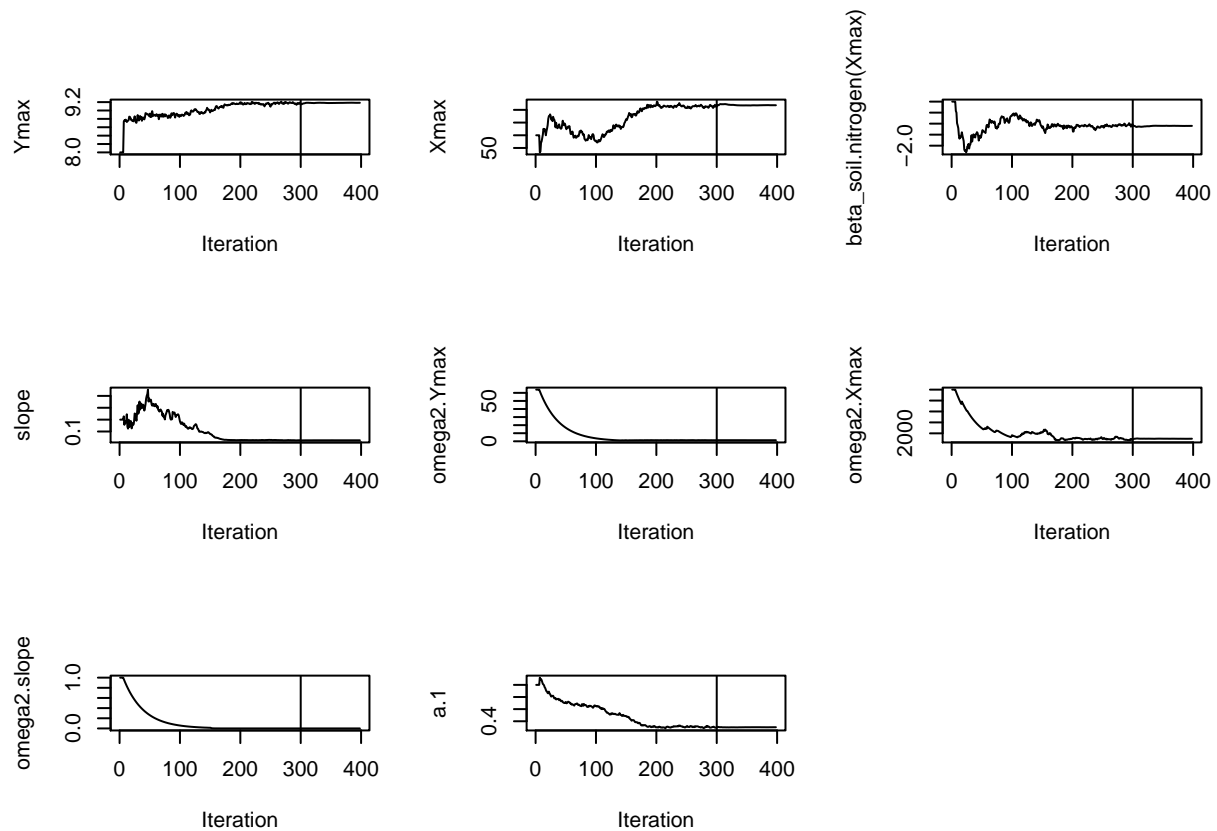 Ymax
9.2
8.0
0 100 200 300 400
Iteration
Xmax
50
0 100 200 300 400
Iteration
beta_soil.nitrogen(Xmax)
−2.0
0 100 200 300 400
Iteration
slope
0.1
0 100 200 300 400
Iteration
omega2.Ymax
50
0
0 100 200 300 400
Iteration
omega2.Xmax
2000
0 100 200 300 400
Iteration
omega2.slope
1.0
0.0
0 100 200 300 400
Iteration
a.1
0.4
0 100 200 300 400
Iteration